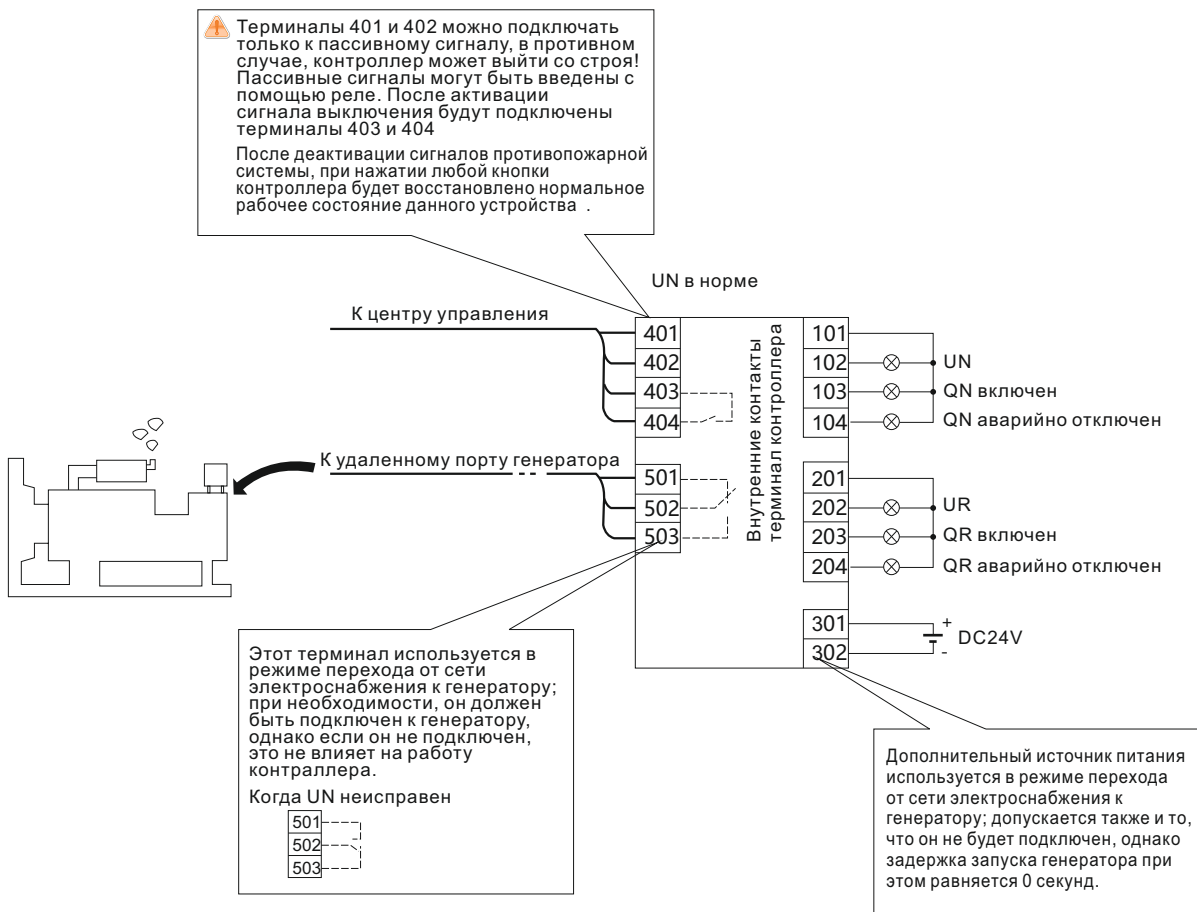 Терминалы 401 и 402 можно подключать
только к пассивному сигналу, в противном
случае, контроллер может выйти со строя!
Пассивные сигналы могут быть введены с
помощью реле. После активации
сигнала выключения будут подключены
терминалы 403 и 404
После деактивации сигналов противопожарной
системы, при нажатии любой кнопки
контроллера будет восстановлено нормальное
рабочее состояние данного устройства .
UN в норме
К центру управления
401
402
403
404
К удаленному порту генератора
501
502
503
Внутренние контакты
терминал контроллера
101
102
103
104
UN
QN включен
QN аварийно отключен
201
202
203
204
UR
QR включен
QR аварийно отключен
301
302
+
-
DC24V
Этот терминал используется в
режиме перехода от сети
электроснабжения к генератору;
при необходимости, он должен
быть подключен к генератору,
однако если он не подключен,
это не влияет на работу
контраллера.
Когда UN неисправен
501
502
503
Дополнительный источник питания
используется в режиме перехода
от сети электроснабжения к
генератору; допускается также и то,
что он не будет подключен, однако
задержка запуска генератора при
этом равняется 0 секунд.